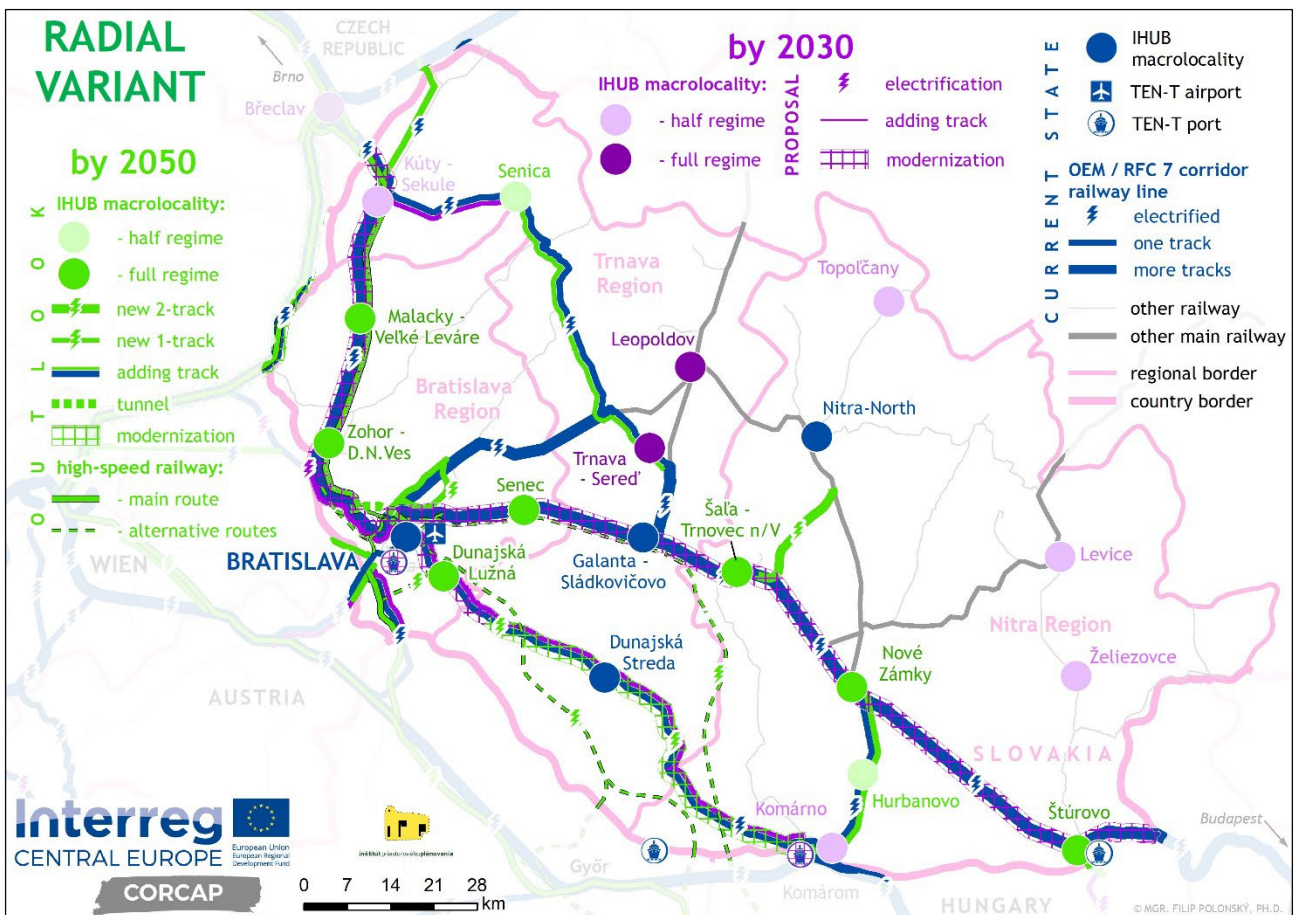 RADIAL
VARIANT
by 2050
OUTLOOK
IHUB macrolocality:
- half regime
- full regime
new 2-track
new 1-track
adding track
tunnel
modernization
high-speed railway:
- main route
- alternative routes
by 2030
IHUB macrolocality:
- half regime
- full regime
PROPOSAL
electrification
adding track
modernization
CURRENT STATE
IHUB
macrolocality
TEN-T airport
TEN-T port
OEM / RFC 7 corridor
railway line
electrified
one track
more tracks
other railway
other main railway
regional border
country border
CZECH
REPUBLIC
Brno
Břeclav
Kúty -
Sekule
Senica
Trnava
Region
Topoľčany
Malacky -
Veľké Leváre
Leopoldov
Bratislava
Region
Nitra-North
Zohor -
D.N.Ves
Trnava
- Sereď
Senec
Šaľa -
Trnovec n/V
WIEN
BRATISLAVA
Dunajská
Lužná
Galanta -
Sládkovičovo
Levice
Nitra Region
Dunajská
Streda
Nové
Zámky
Želiezovce
AUSTRIA
SLOVAKIA
Hurbanovo
Komárno
Štúrovo
Budapest
Győr
Komárom
HUNGARY
Interreg
CENTRAL EUROPE
European Union
European Regional
Development Fund
inštitút priestorového plánovania
CORCAP
0 7 14 21 28
km
© MGR. FILIP POLONSKÝ, PH.D.